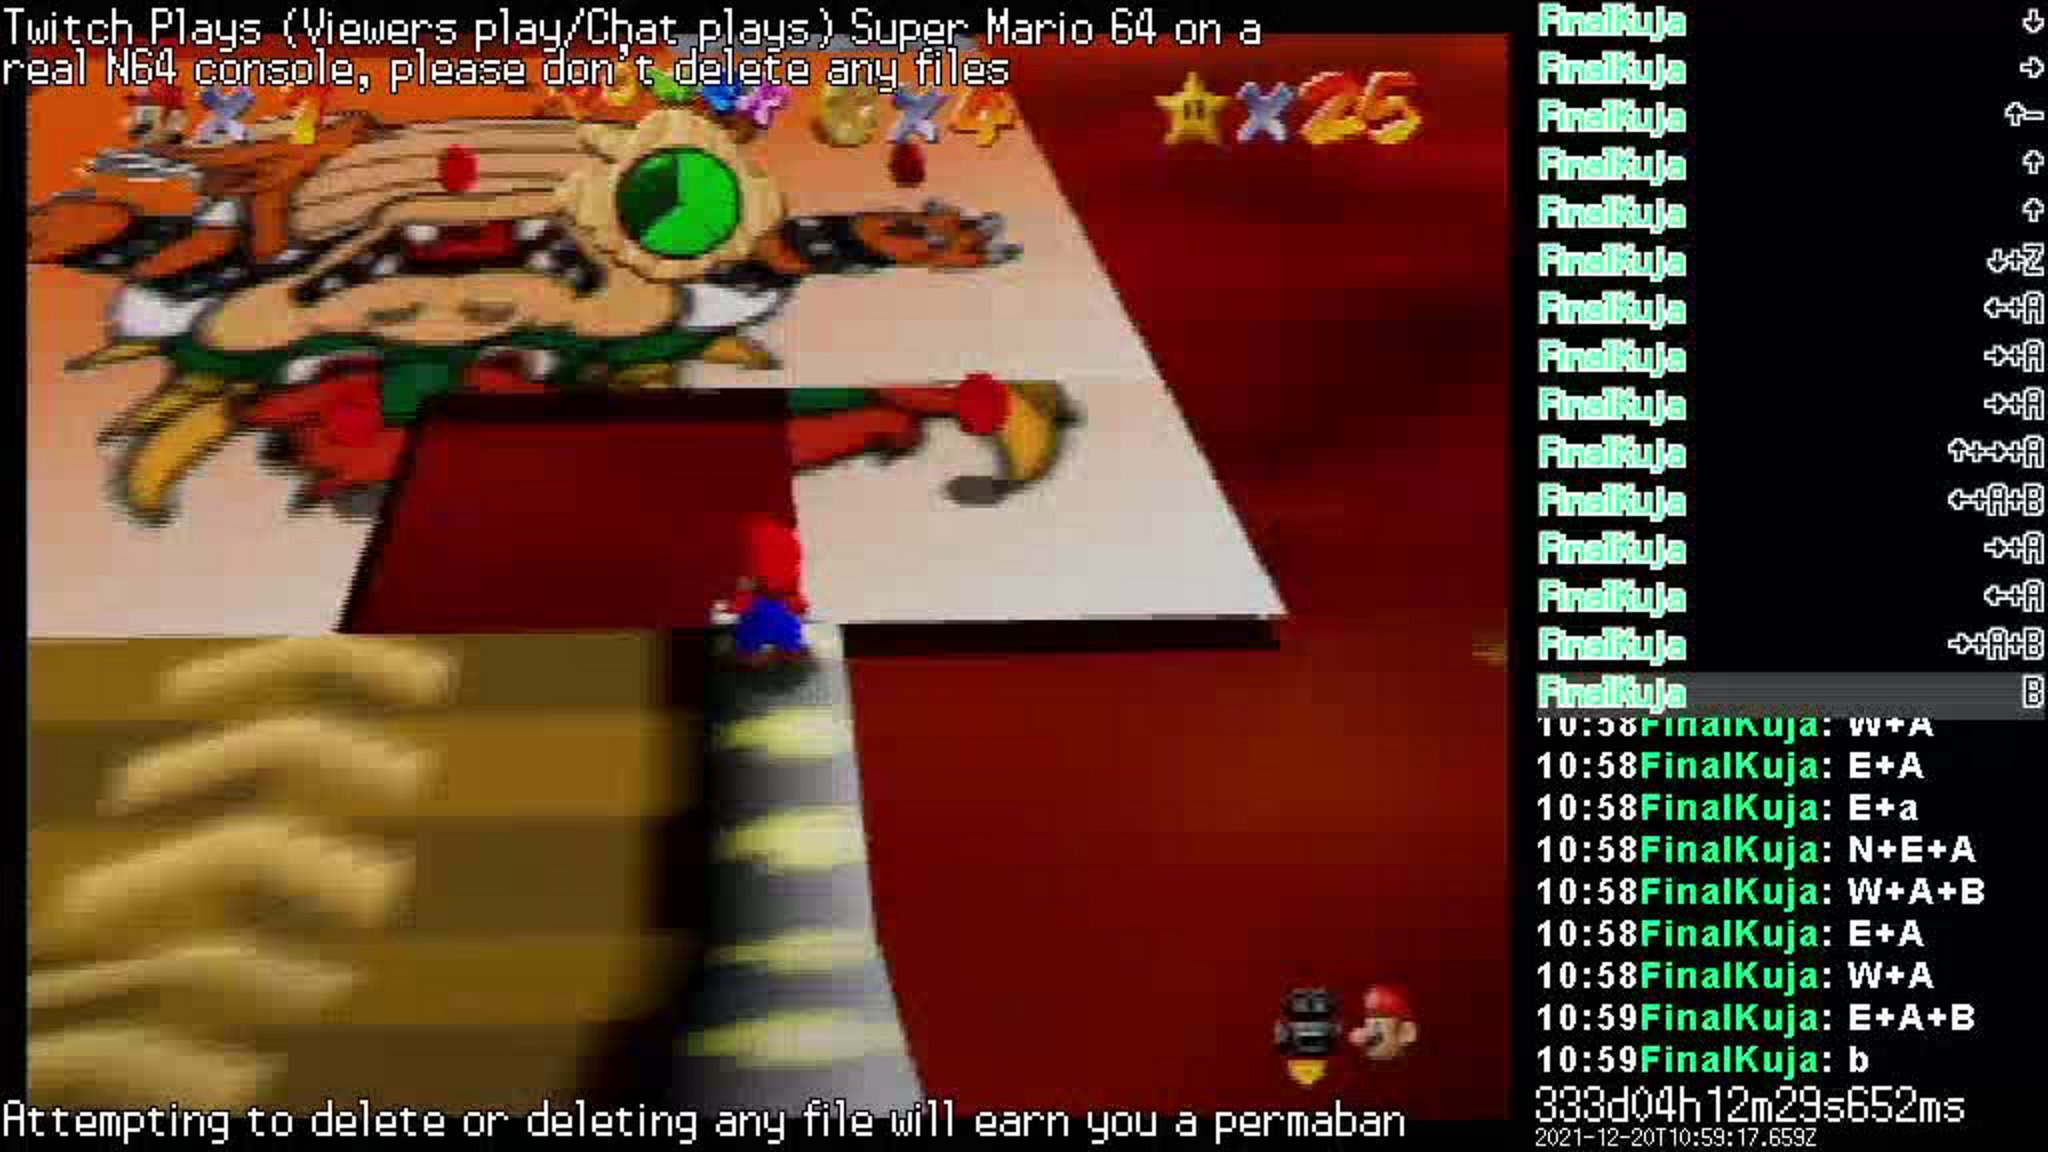 Twitch Plays (Viewers play/Chat plays) Super Mario 64 on a
real N64 console, please don't delete any files
x 25
x 4
FinalKuja ↓
FinalKuja →
FinalKuja ↑-
FinalKuja ↑
FinalKuja ↑
FinalKuja ↓+Z
FinalKuja ←+A
FinalKuja →+A
FinalKuja →+A
FinalKuja ↑+→+A
FinalKuja ←+A+B
FinalKuja →+A
FinalKuja ←+A
FinalKuja →+A+B
FinalKuja B
10:58FinalKuja: W+A
10:58FinalKuja: E+A
10:58FinalKuja: E+a
10:58FinalKuja: N+E+A
10:58FinalKuja: W+A+B
10:58FinalKuja: E+A
10:58FinalKuja: W+A
10:59FinalKuja: E+A+B
10:59FinalKuja: b
333d04h12m29s652ms
2021-12-20T10:59:17.659Z
Attempting to delete or deleting any file will earn you a permaban